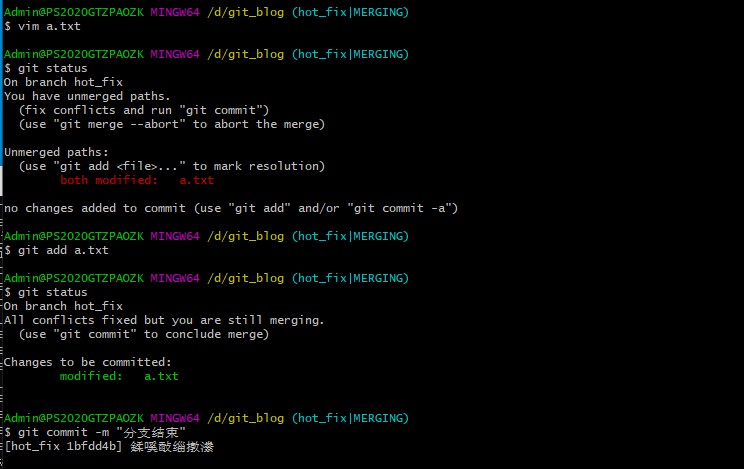 Admin@PS2020GTZPAOZK MINGW64 /d/git_blog (hot_fix|MERGING)
$ vim a.txt
Admin@PS2020GTZPAOZK MINGW64 /d/git_blog (hot_fix|MERGING)
$ git status
On branch hot_fix
You have unmerged paths.
  (fix conflicts and run "git commit")
  (use "git merge --abort" to abort the merge)
Unmerged paths:
  (use "git add <file>..." to mark resolution)
        both modified:   a.txt
no changes added to commit (use "git add" and/or "git commit -a")
Admin@PS2020GTZPAOZK MINGW64 /d/git_blog (hot_fix|MERGING)
$ git add a.txt
Admin@PS2020GTZPAOZK MINGW64 /d/git_blog (hot_fix|MERGING)
$ git status
On branch hot_fix
All conflicts fixed but you are still merging.
  (use "git commit" to conclude merge)
Changes to be committed:
        modified:   a.txt
Admin@PS2020GTZPAOZK MINGW64 /d/git_blog (hot_fix|MERGING)
$ git commit -m "分支结束"
[hot_fix 1bfdd4b]